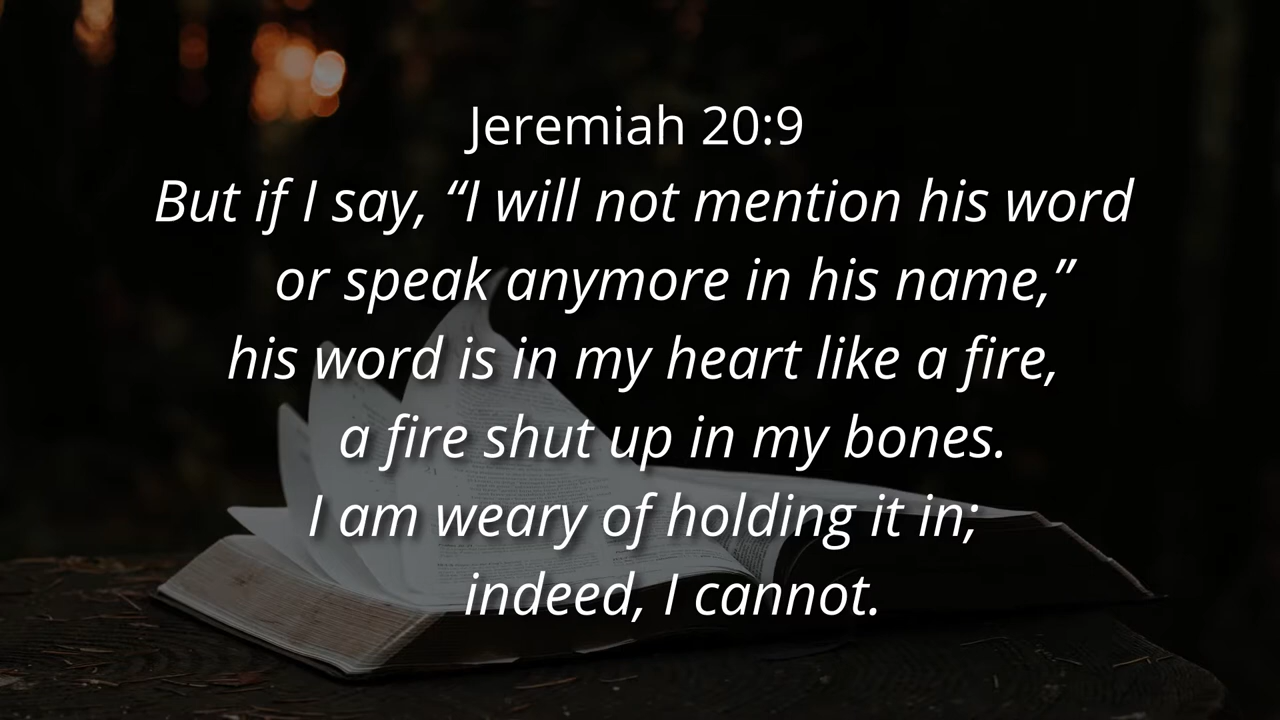 Jeremiah 20:9
But if I say, “I will not mention his word
or speak anymore in his name,”
his word is in my heart like a fire,
a fire shut up in my bones.
I am weary of holding it in;
indeed, I cannot.